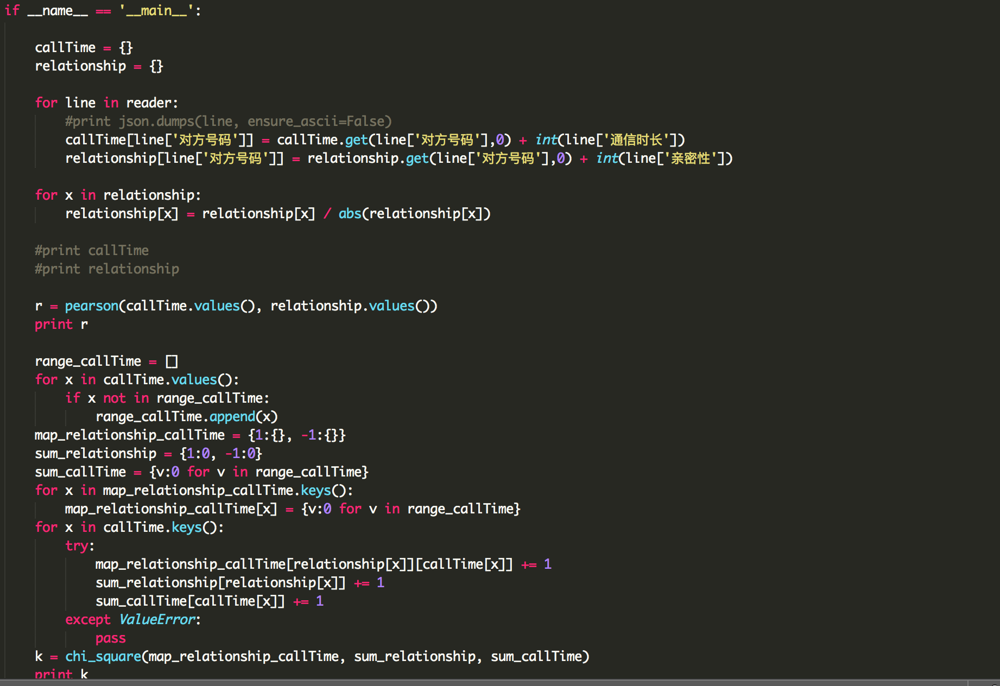 if __name__ == '__main__':
callTime = {}
relationship = {}
for line in reader:
#print json.dumps(line, ensure_ascii=False)
callTime[line['对方号码']] = callTime.get(line['对方号码'],0) + int(line['通信时长'])
relationship[line['对方号码']] = relationship.get(line['对方号码'],0) + int(line['亲密性'])
for x in relationship:
relationship[x] = relationship[x] / abs(relationship[x])
#print callTime
#print relationship
r = pearson(callTime.values(), relationship.values())
print r
range_callTime = []
for x in callTime.values():
if x not in range_callTime:
range_callTime.append(x)
map_relationship_callTime = {1:{}, -1:{}}
sum_relationship = {1:0, -1:0}
sum_callTime = {v:0 for v in range_callTime}
for x in map_relationship_callTime.keys():
map_relationship_callTime[x] = {v:0 for v in range_callTime}
for x in callTime.keys():
try:
map_relationship_callTime[relationship[x]][callTime[x]] += 1
sum_relationship[relationship[x]] += 1
sum_callTime[callTime[x]] += 1
except ValueError:
pass
k = chi_square(map_relationship_callTime, sum_relationship, sum_callTime)
print k